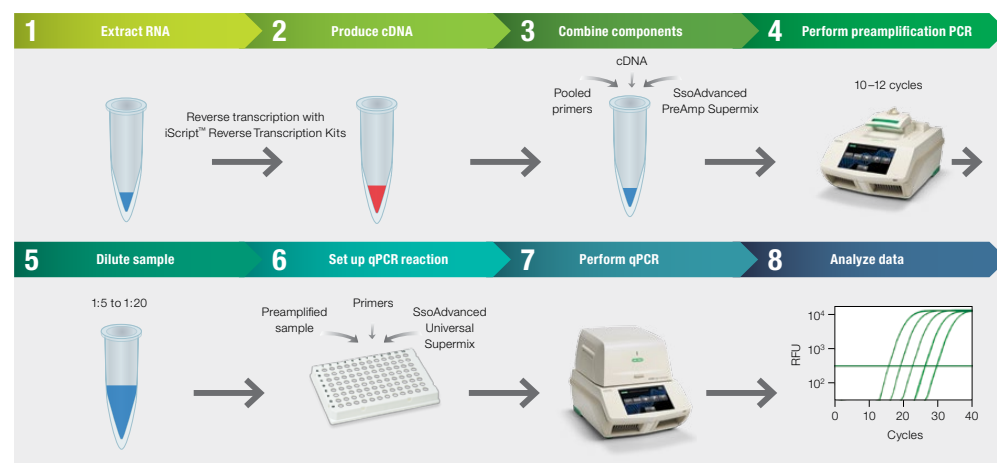 1 Extract RNA
2 Produce cDNA
3 Combine components
4 Perform preamplification PCR
Reverse transcription with
iScript™ Reverse Transcription Kits
cDNA
Pooled
primers
SsoAdvanced
PreAmp Supermix
10–12 cycles
5 Dilute sample
6 Set up qPCR reaction
7 Perform qPCR
8 Analyze data
1:5 to 1:20
Preamplified
sample
Primers
SsoAdvanced
Universal
Supermix
RFU
10⁴
10³
10²
0 10 20 30 40
Cycles